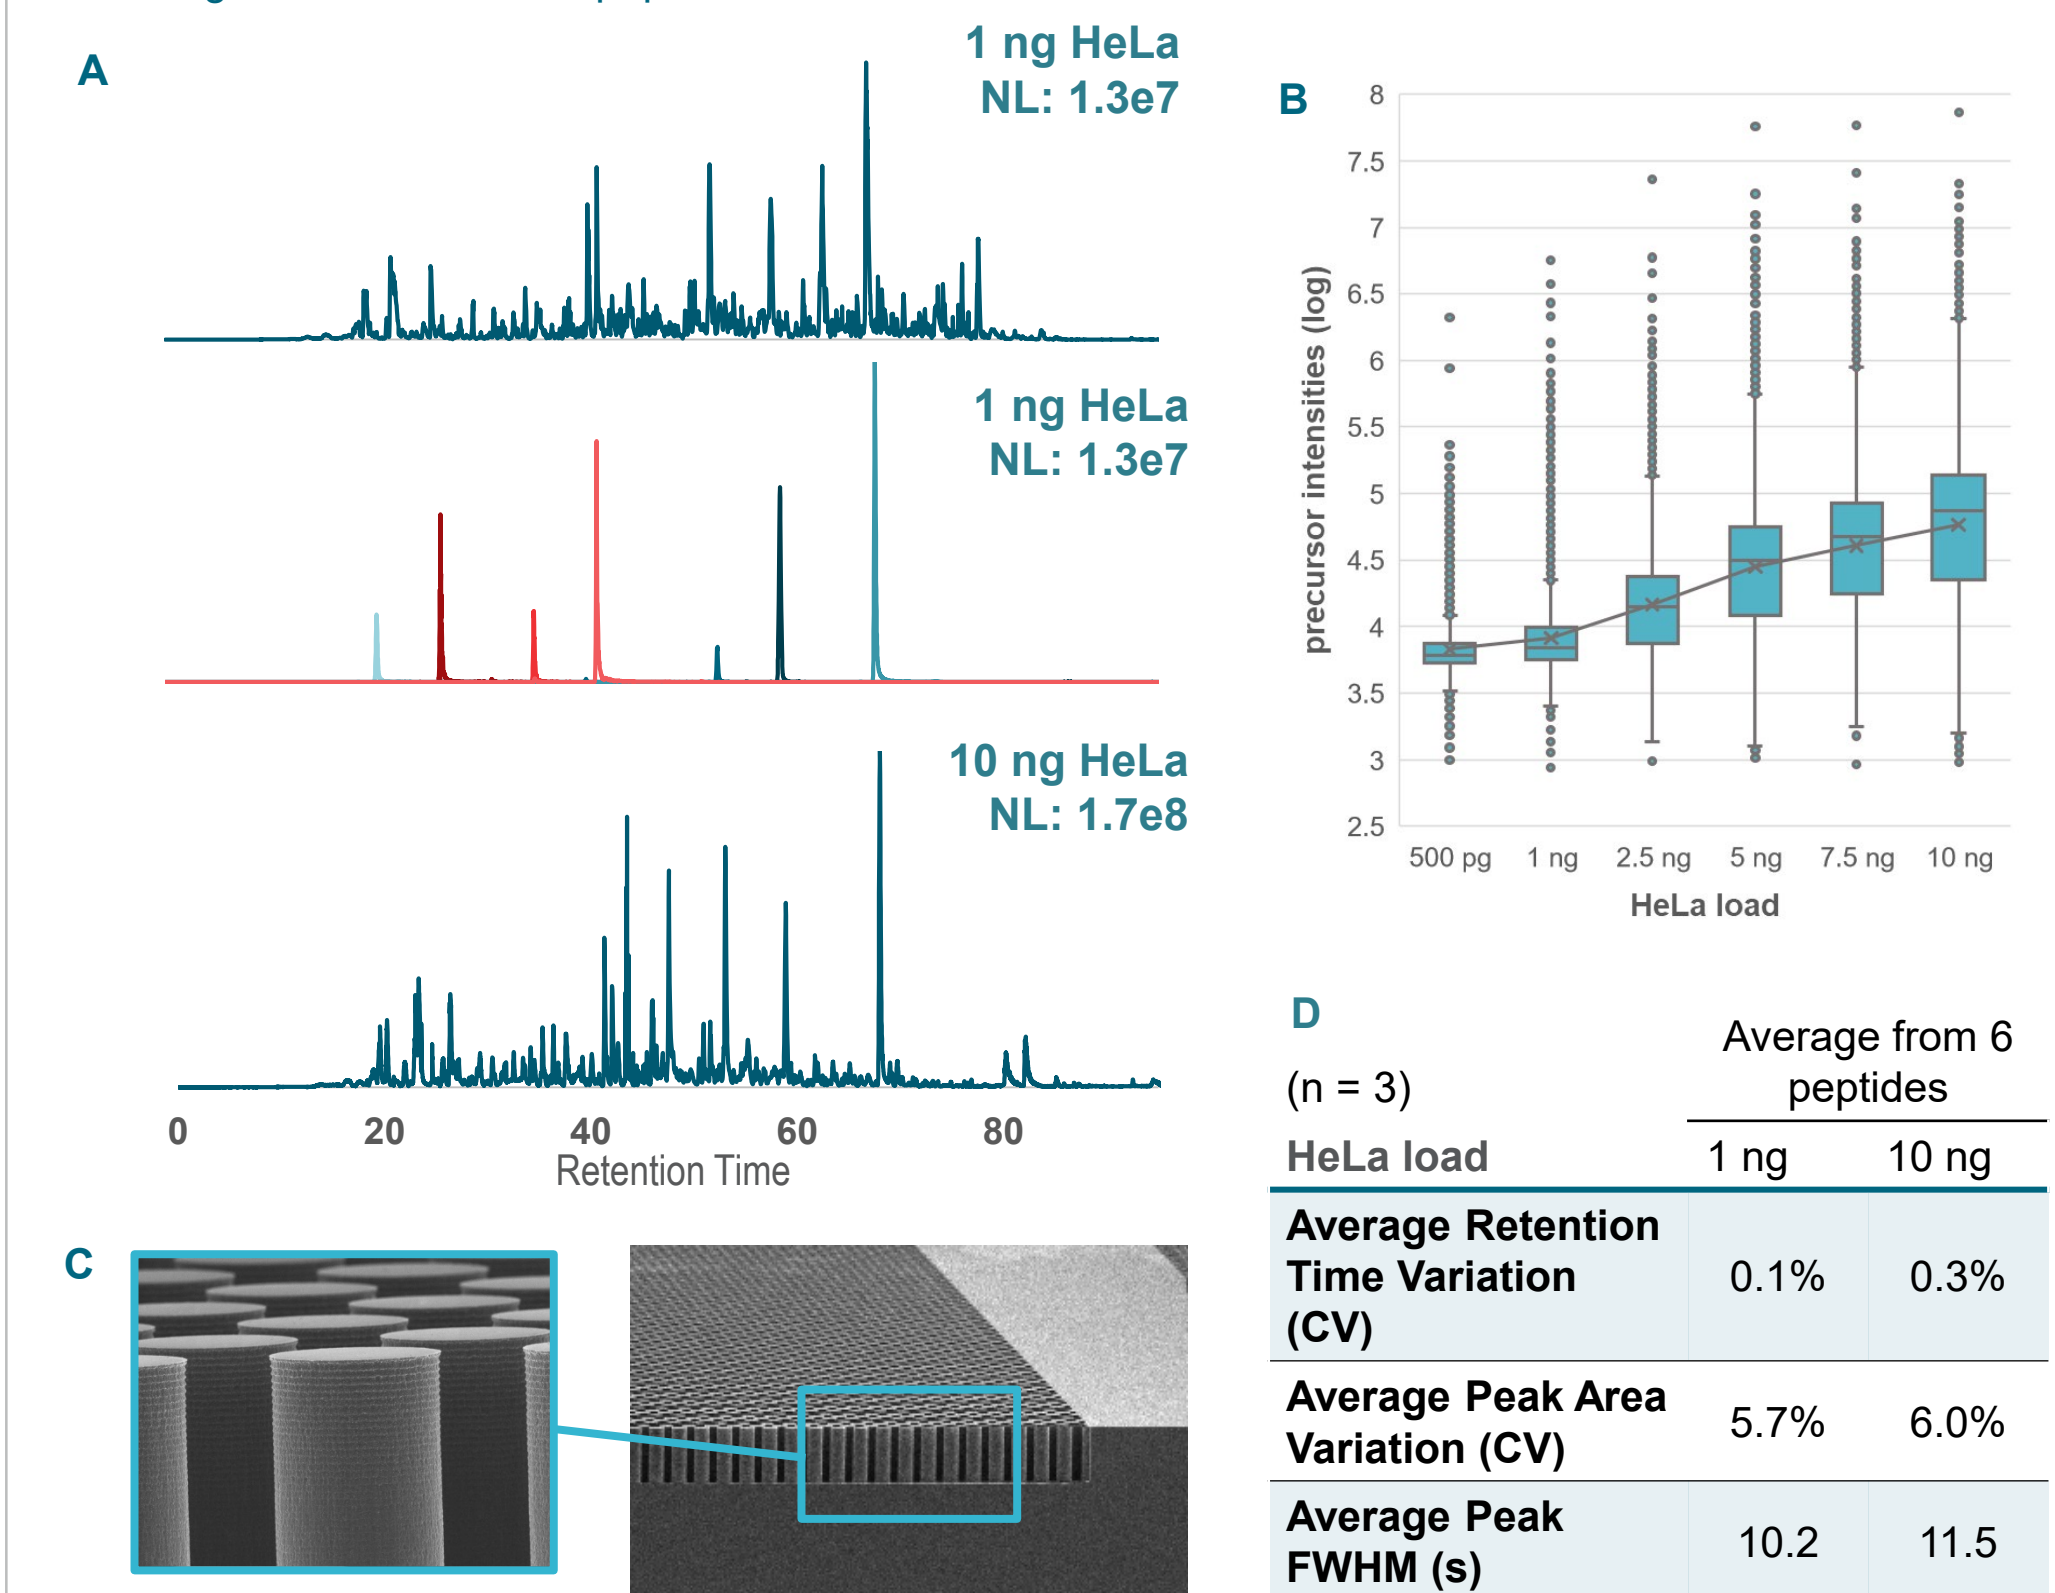 A
1 ng HeLa
NL: 1.3e7
1 ng HeLa
NL: 1.3e7
10 ng HeLa
NL: 1.7e8
0 20 40 60 80
Retention Time
B
precursor intensities (log)
8
7.5
7
6.5
6
5.5
5
4.5
4
3.5
3
2.5
500 pg 1 ng 2.5 ng 5 ng 7.5 ng 10 ng
HeLa load
C
D
Average from 6
peptides
(n = 3)
HeLa load 1 ng 10 ng
Average Retention
Time Variation 0.1% 0.3%
(CV)
Average Peak Area
Variation (CV) 5.7% 6.0%
Average Peak
FWHM (s) 10.2 11.5